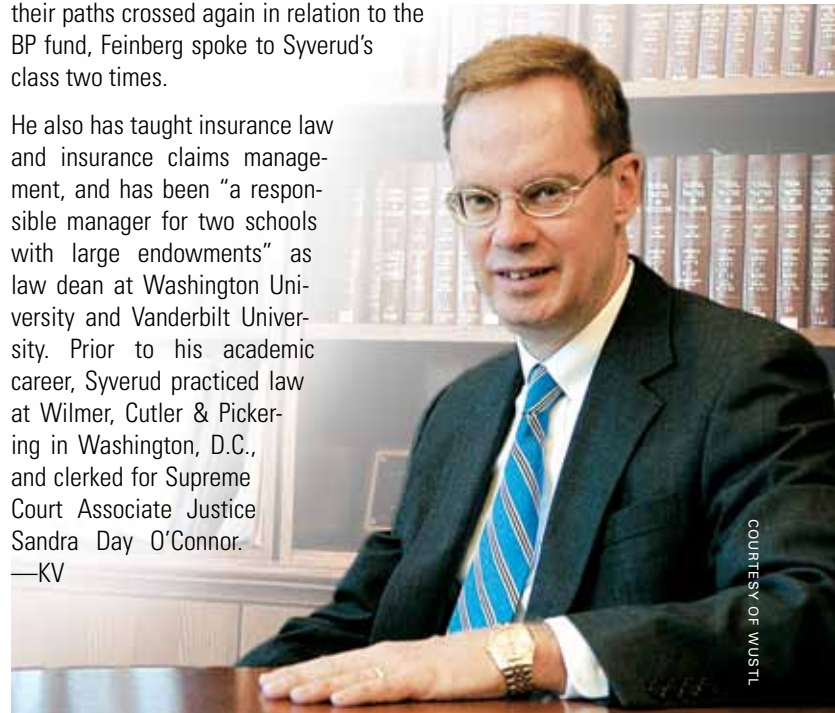 their paths crossed again in relation to the
BP fund, Feinberg spoke to Syverud's
class two times.
He also has taught insurance law
and insurance claims manage-
ment, and has been “a respon-
sible manager for two schools
with large endowments” as
law dean at Washington Uni-
versity and Vanderbilt Univer-
sity. Prior to his academic
career, Syverud practiced law
at Wilmer, Cutler & Picker-
ing in Washington, D.C.,
and clerked for Supreme
Court Associate Justice
Sandra Day O’Connor.
—KV
COURTESY OF WUSTL